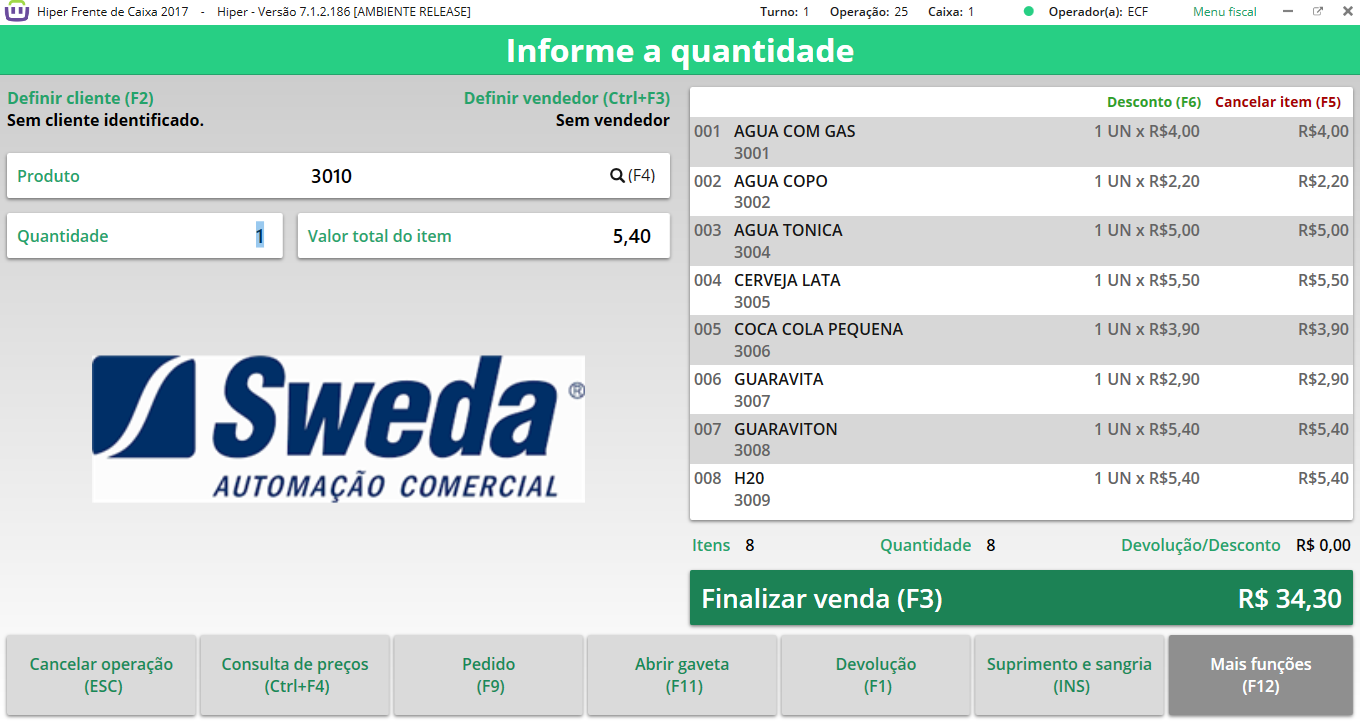 Hiper Frente de Caixa 2017 - Hiper - Versão 7.1.2.186 [AMBIENTE RELEASE] Turno: 1 Operação: 25 Caixa: 1 Operador(a): ECF Menu fiscal
Informe a quantidade
Definir cliente (F2) Definir vendedor (Ctrl+F3)
Sem cliente identificado. Sem vendedor
Produto 3010 (F4)
Quantidade 1 Valor total do item 5,40
Sweda ®
AUTOMAÇÃO COMERCIAL
Desconto (F6) Cancelar item (F5)
001 AGUA COM GAS 1 UN x R$4,00 R$4,00
3001
002 AGUA COPO 1 UN x R$2,20 R$2,20
3002
003 AGUA TONICA 1 UN x R$5,00 R$5,00
3004
004 CERVEJA LATA 1 UN x R$5,50 R$5,50
3005
005 COCA COLA PEQUENA 1 UN x R$3,90 R$3,90
3006
006 GUARAVITA 1 UN x R$2,90 R$2,90
3007
007 GUARAVITON 1 UN x R$5,40 R$5,40
3008
008 H20 1 UN x R$5,40 R$5,40
3009
Itens 8 Quantidade 8 Devolução/Desconto R$ 0,00
Finalizar venda (F3) R$ 34,30
Cancelar operação (ESC)
Consulta de preços (Ctrl+F4)
Pedido (F9)
Abrir gaveta (F11)
Devolução (F1)
Suprimento e sangria (INS)
Mais funções (F12)